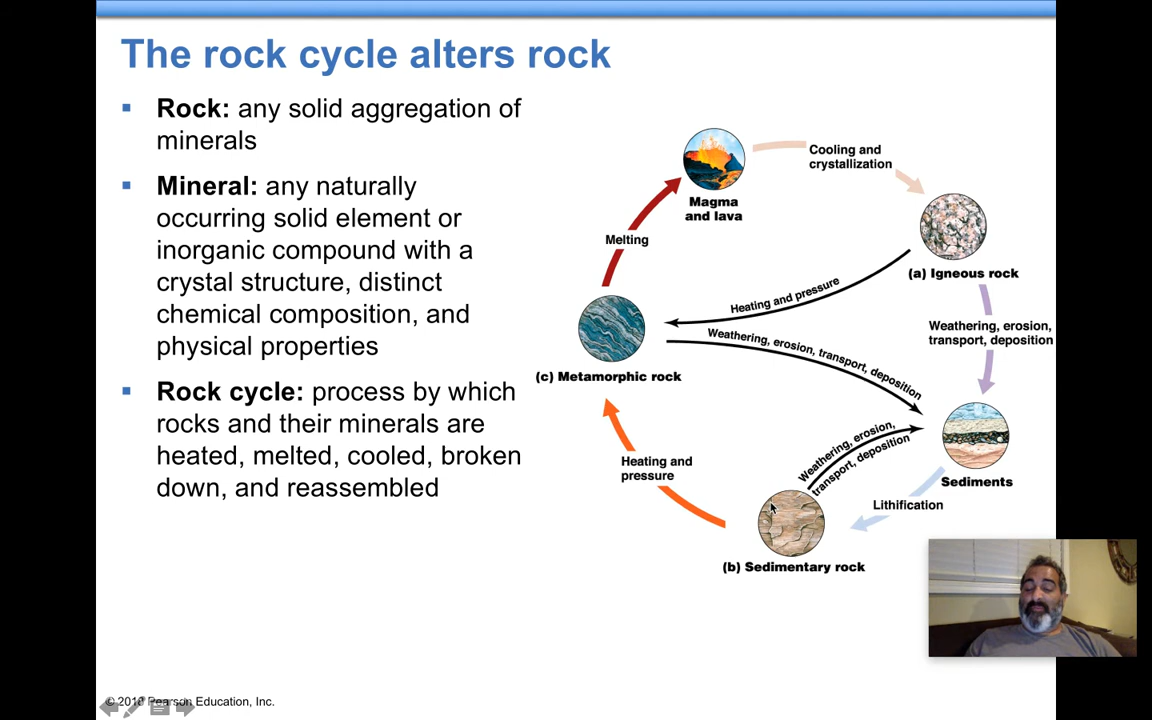 The rock cycle alters rock
▪ Rock: any solid aggregation of
minerals
▪ Mineral: any naturally
occurring solid element or
inorganic compound with a
crystal structure, distinct
chemical composition, and
physical properties
▪ Rock cycle: process by which
rocks and their minerals are
heated, melted, cooled, broken
down, and reassembled
Cooling and
crystallization
Magma
and lava
Melting
(a) Igneous rock
Heating and pressure
Weathering, erosion,
transport, deposition
Weathering, erosion, transport, deposition
(c) Metamorphic rock
Weathering, erosion,
transport, deposition
Heating and
pressure
Sediments
Lithification
(b) Sedimentary rock
© Pearson Education, Inc.